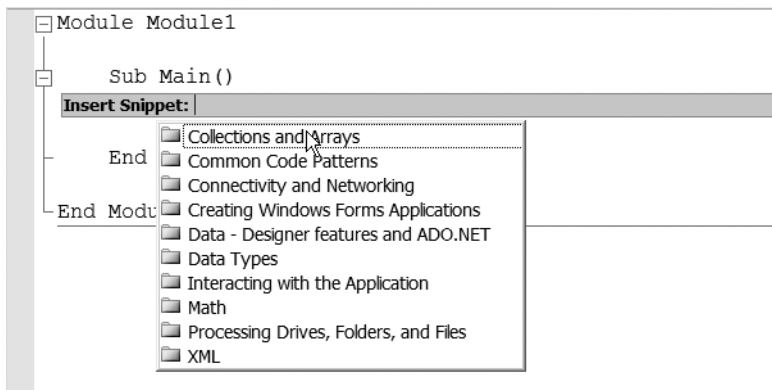 Module Module1
Sub Main()
Insert Snippet:
Collections and Arrays
End
Common Code Patterns
Connectivity and Networking
End Modu
Creating Windows Forms Applications
Data - Designer features and ADO.NET
Data Types
Interacting with the Application
Math
Processing Drives, Folders, and Files
XML